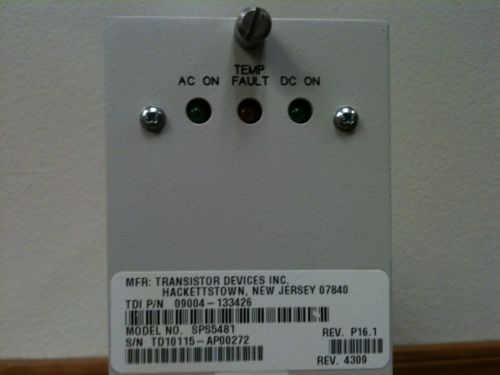 TEMP
AC ON FAULT DC ON
MFR: TRANSISTOR DEVICES INC.
HACKETTSTOWN, NEW JERSEY 07840
TDI P/N 09004-133426
MODEL NO. SPS5481 REV. P16.1
S/N TD10115-AP00272
REV. 4309